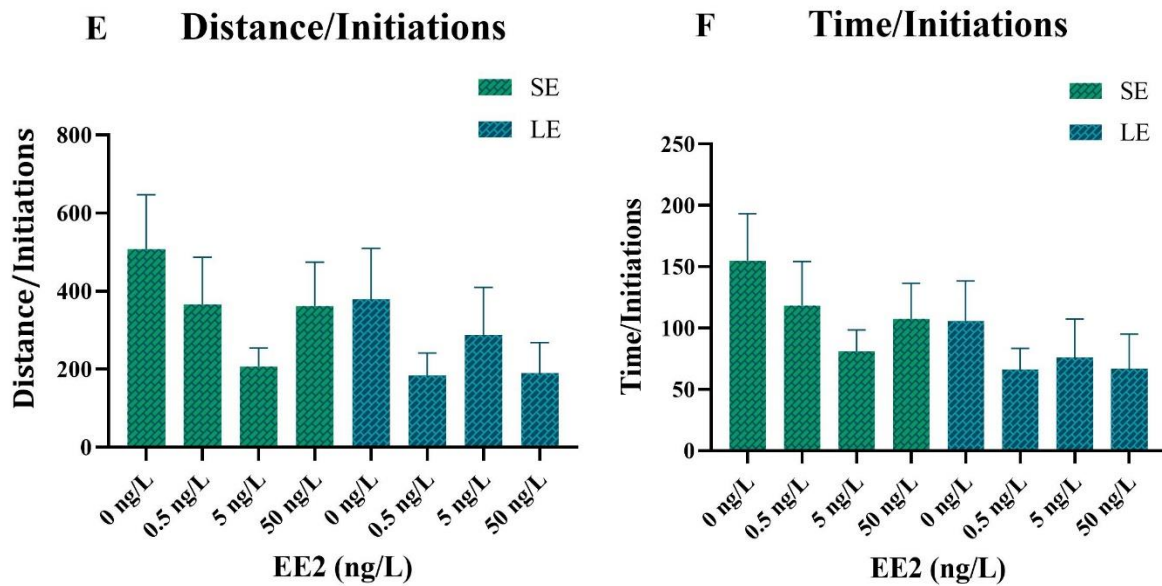 E Distance/Initiations
SE
LE
Distance/Initiations
800
600
400
200
0
0 ng/L
0.5 ng/L
5 ng/L
50 ng/L
0 ng/L
0.5 ng/L
5 ng/L
50 ng/L
EE2 (ng/L)
F Time/Initiations
SE
LE
Time/Initiations
250
200
150
100
50
0
0 ng/L
0.5 ng/L
5 ng/L
50 ng/L
0 ng/L
0.5 ng/L
5 ng/L
50 ng/L
EE2 (ng/L)